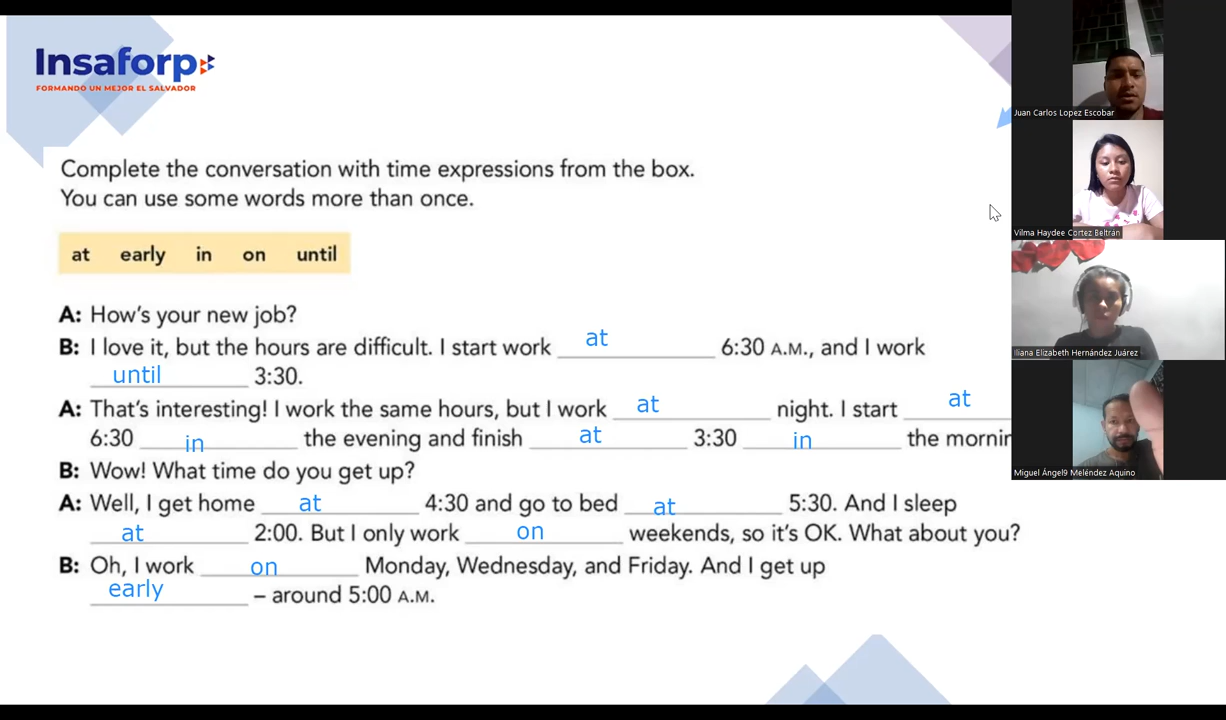 Insaforp
FORMANDO UN MEJOR EL SALVADOR
Complete the conversation with time expressions from the box.
You can use some words more than once.
at early in on until
A: How's your new job?
B: I love it, but the hours are difficult. I start work at 6:30 A.M., and I work
until 3:30.
A: That's interesting! I work the same hours, but I work at night. I start at
6:30 in the evening and finish at 3:30 in the mornin
B: Wow! What time do you get up?
A: Well, I get home at 4:30 and go to bed at 5:30. And I sleep
at 2:00. But I only work on weekends, so it's OK. What about you?
B: Oh, I work on Monday, Wednesday, and Friday. And I get up
early – around 5:00 A.M.
Juan Carlos Lopez Escobar
Vilma Haydee Cortez Beltrán
Iliana Elizabeth Hernández Juárez
Miguel Ángel9 Meléndez Aquino